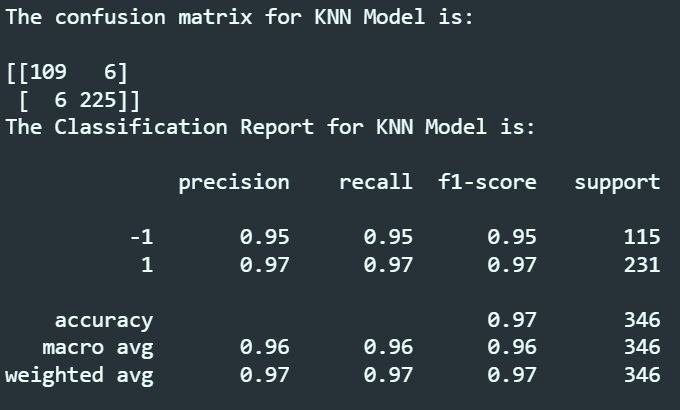 The confusion matrix for KNN Model is:
[[109   6]
 [  6 225]]
The Classification Report for KNN Model is:
              precision    recall  f1-score   support
          -1       0.95      0.95      0.95       115
           1       0.97      0.97      0.97       231
    accuracy                           0.97       346
   macro avg       0.96      0.96      0.96       346
weighted avg       0.97      0.97      0.97       346